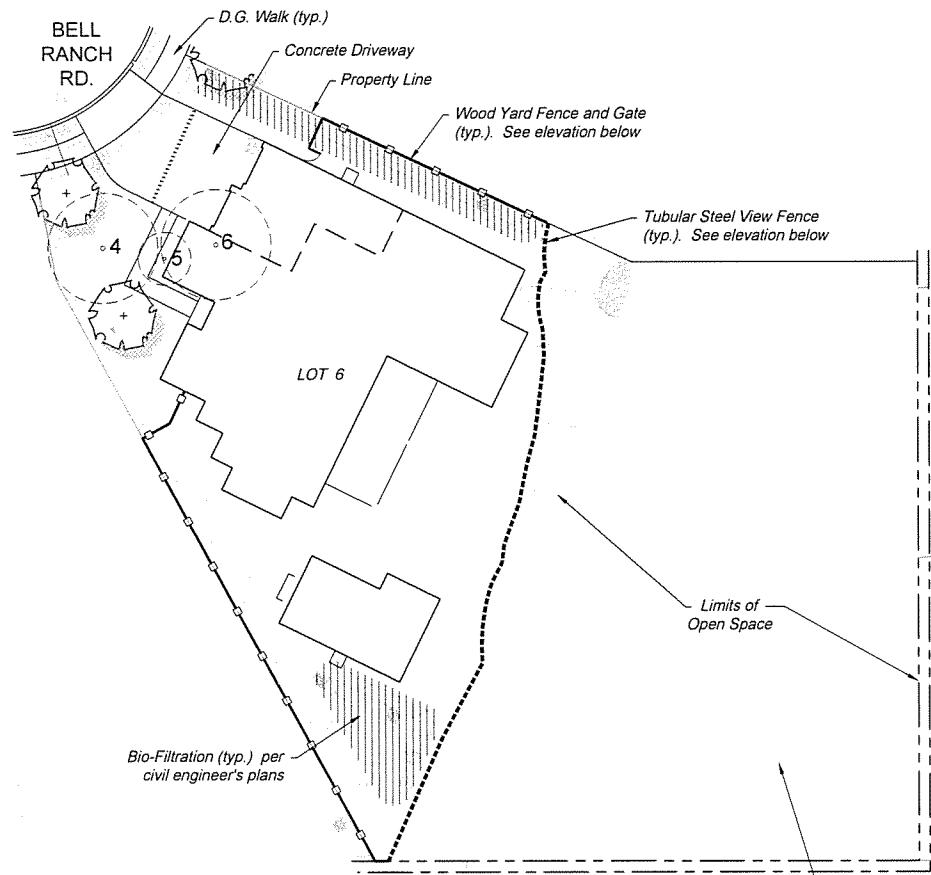 BELL
RANCH
RD.
D.G. Walk (typ.)
Concrete Driveway
Property Line
Wood Yard Fence and Gate
(typ.). See elevation below
Tubular Steel View Fence
(typ.). See elevation below
4
5
6
LOT 6
Limits of
Open Space
Bio-Filtration (typ.) per
civil engineer's plans